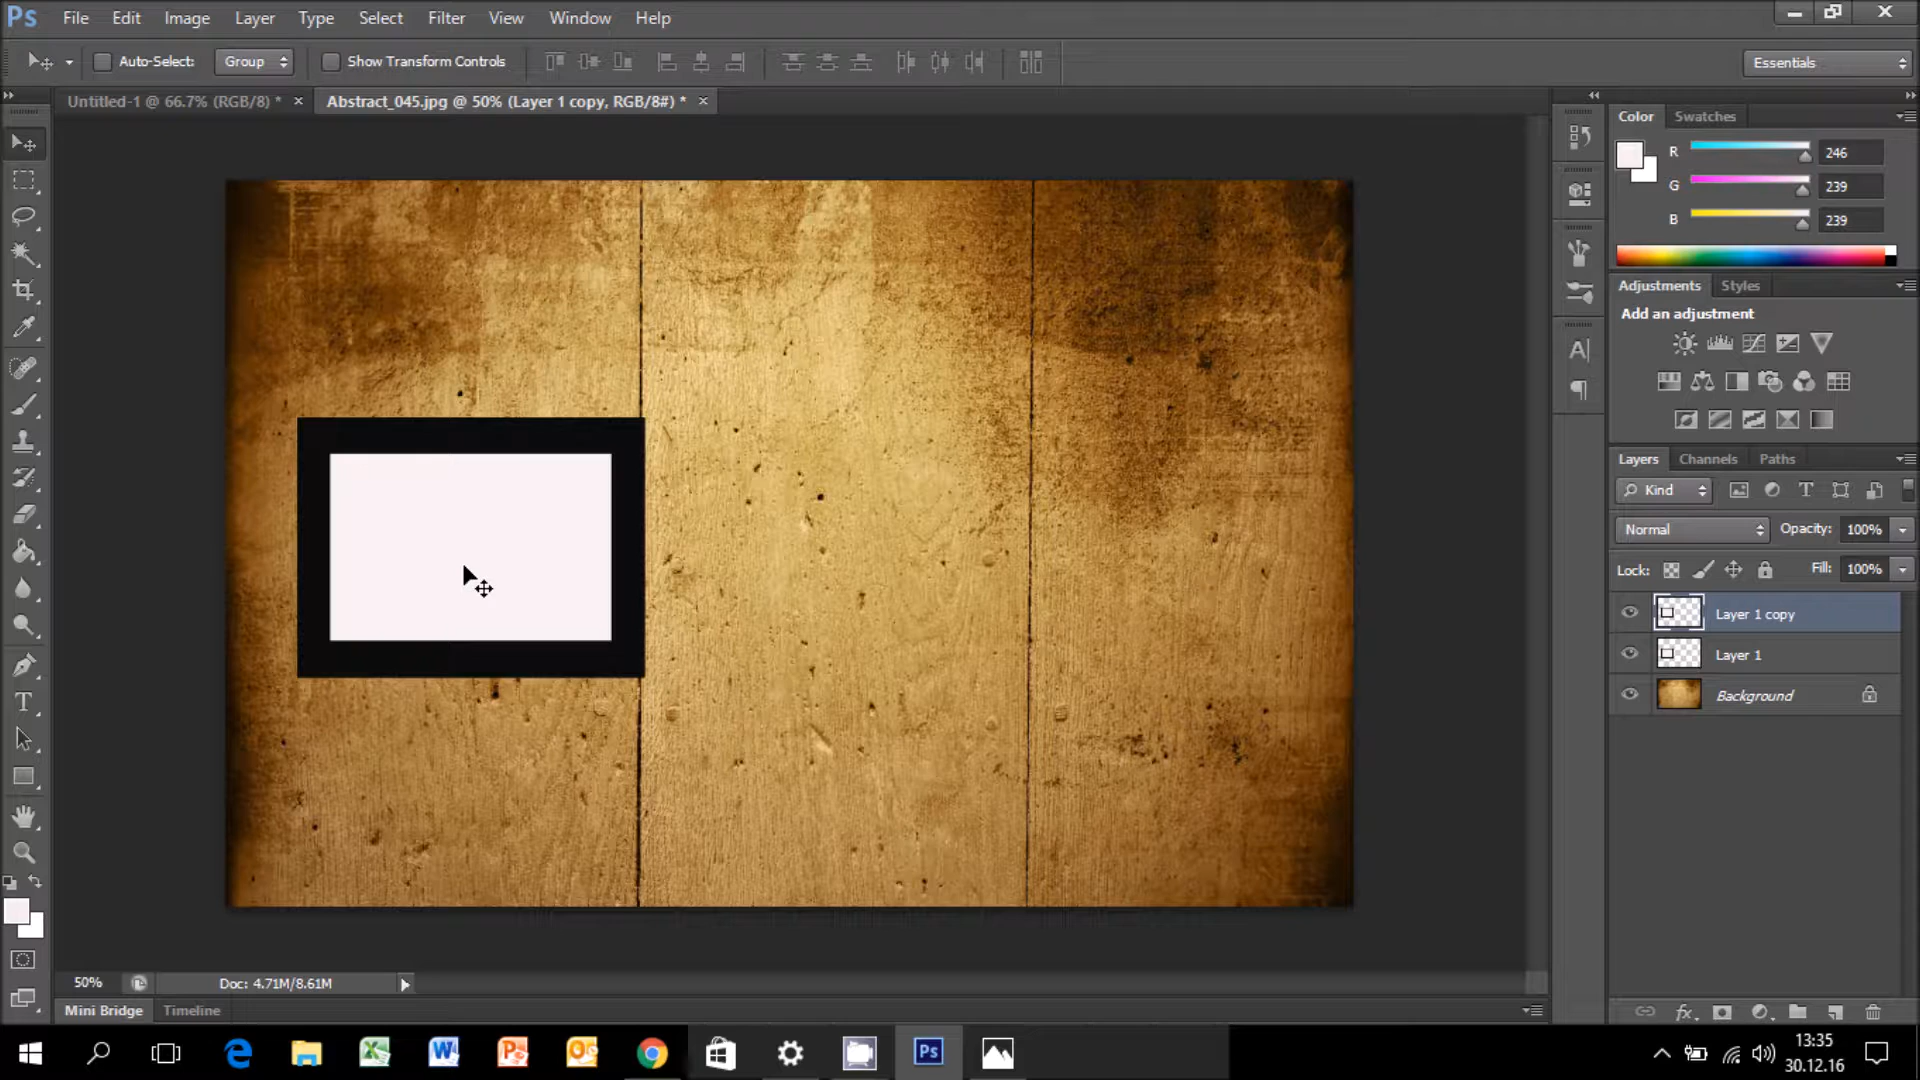 Ps File Edit Image Layer Type Select Filter View Window Help
Auto-Select: Group Show Transform Controls Essentials
Untitled-1 @ 66.7% (RGB/8) * × Abstract_045.jpg @ 50% (Layer 1 copy, RGB/8#) * ×
Color Swatches
R 246
G 239
B 239
Adjustments Styles
Add an adjustment
Layers Channels Paths
Kind
Normal Opacity: 100%
Lock: Fill: 100%
Layer 1 copy
Layer 1
Background
50% Doc: 4.71M/8.61M
Mini Bridge Timeline
13:35
30.12.16